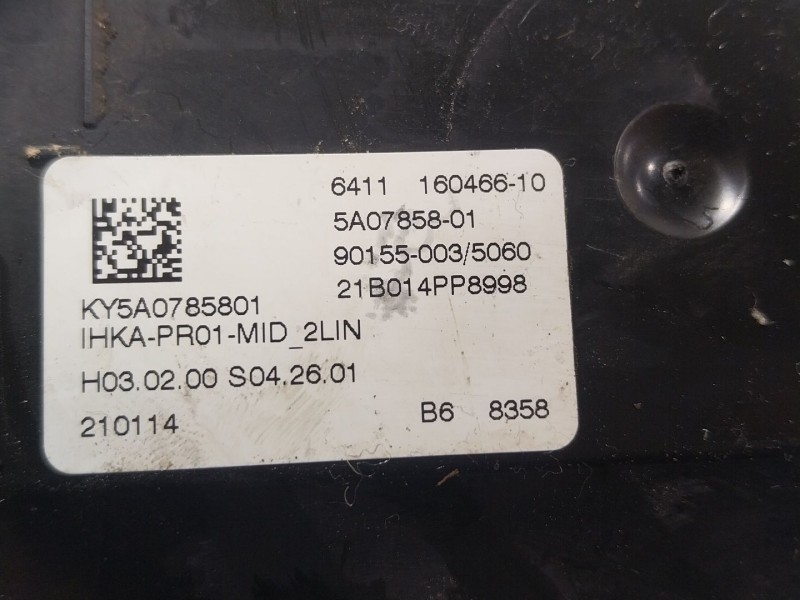 6411 160466-10
5A07858-01
90155-003/5060
21B014PP8998
KY5A0785801
IHKA-PR01-MID_2LIN
H03.02.00 S04.26.01
210114 B6 8358